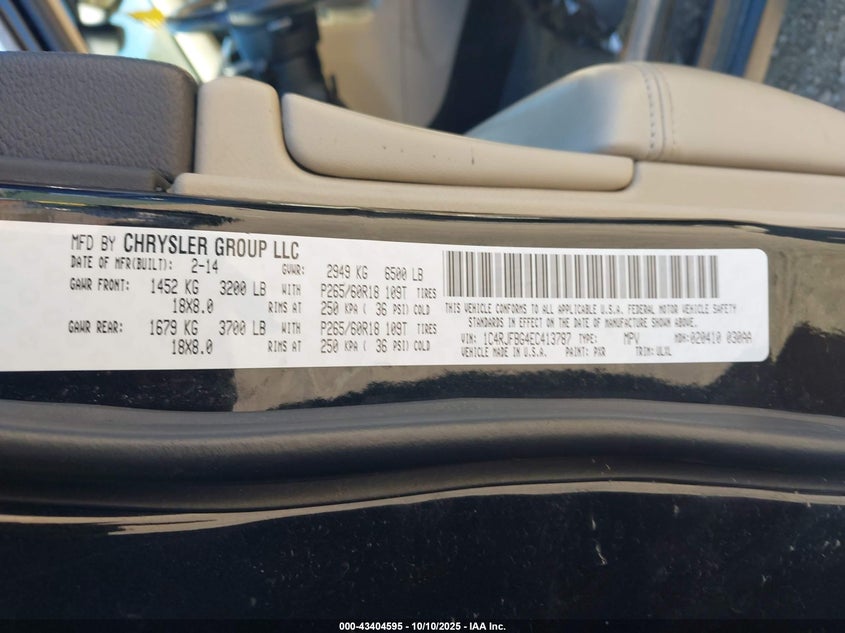 MFD BY CHRYSLER GROUP LLC
DATE OF MFR(BUILT): 2-14 GVWR: 2949 KG 6500 LB
GAWR FRONT: 1452 KG 3200 LB WITH P265/60R18 109T TIRES
18X8.0 RIMS AT 250 KPA ( 36 PSI) COLD
GAWR REAR: 1679 KG 3700 LB WITH P265/60R18 109T TIRES
18X8.0 RIMS AT 250 KPA ( 36 PSI) COLD
THIS VEHICLE CONFORMS TO ALL APPLICABLE U.S.A. FEDERAL MOTOR VEHICLE SAFETY
STANDARDS IN EFFECT ON THE DATE OF MANUFACTURE SHOWN ABOVE.
VIN: 1C4RJFBG4EC413787 TYPE: MPV MDH:020410 030AA
VEHICLE MADE IN U.S.A. PAINT: PXR TRIM:
000-43404595 - 10/10/2025 - IAA Inc.